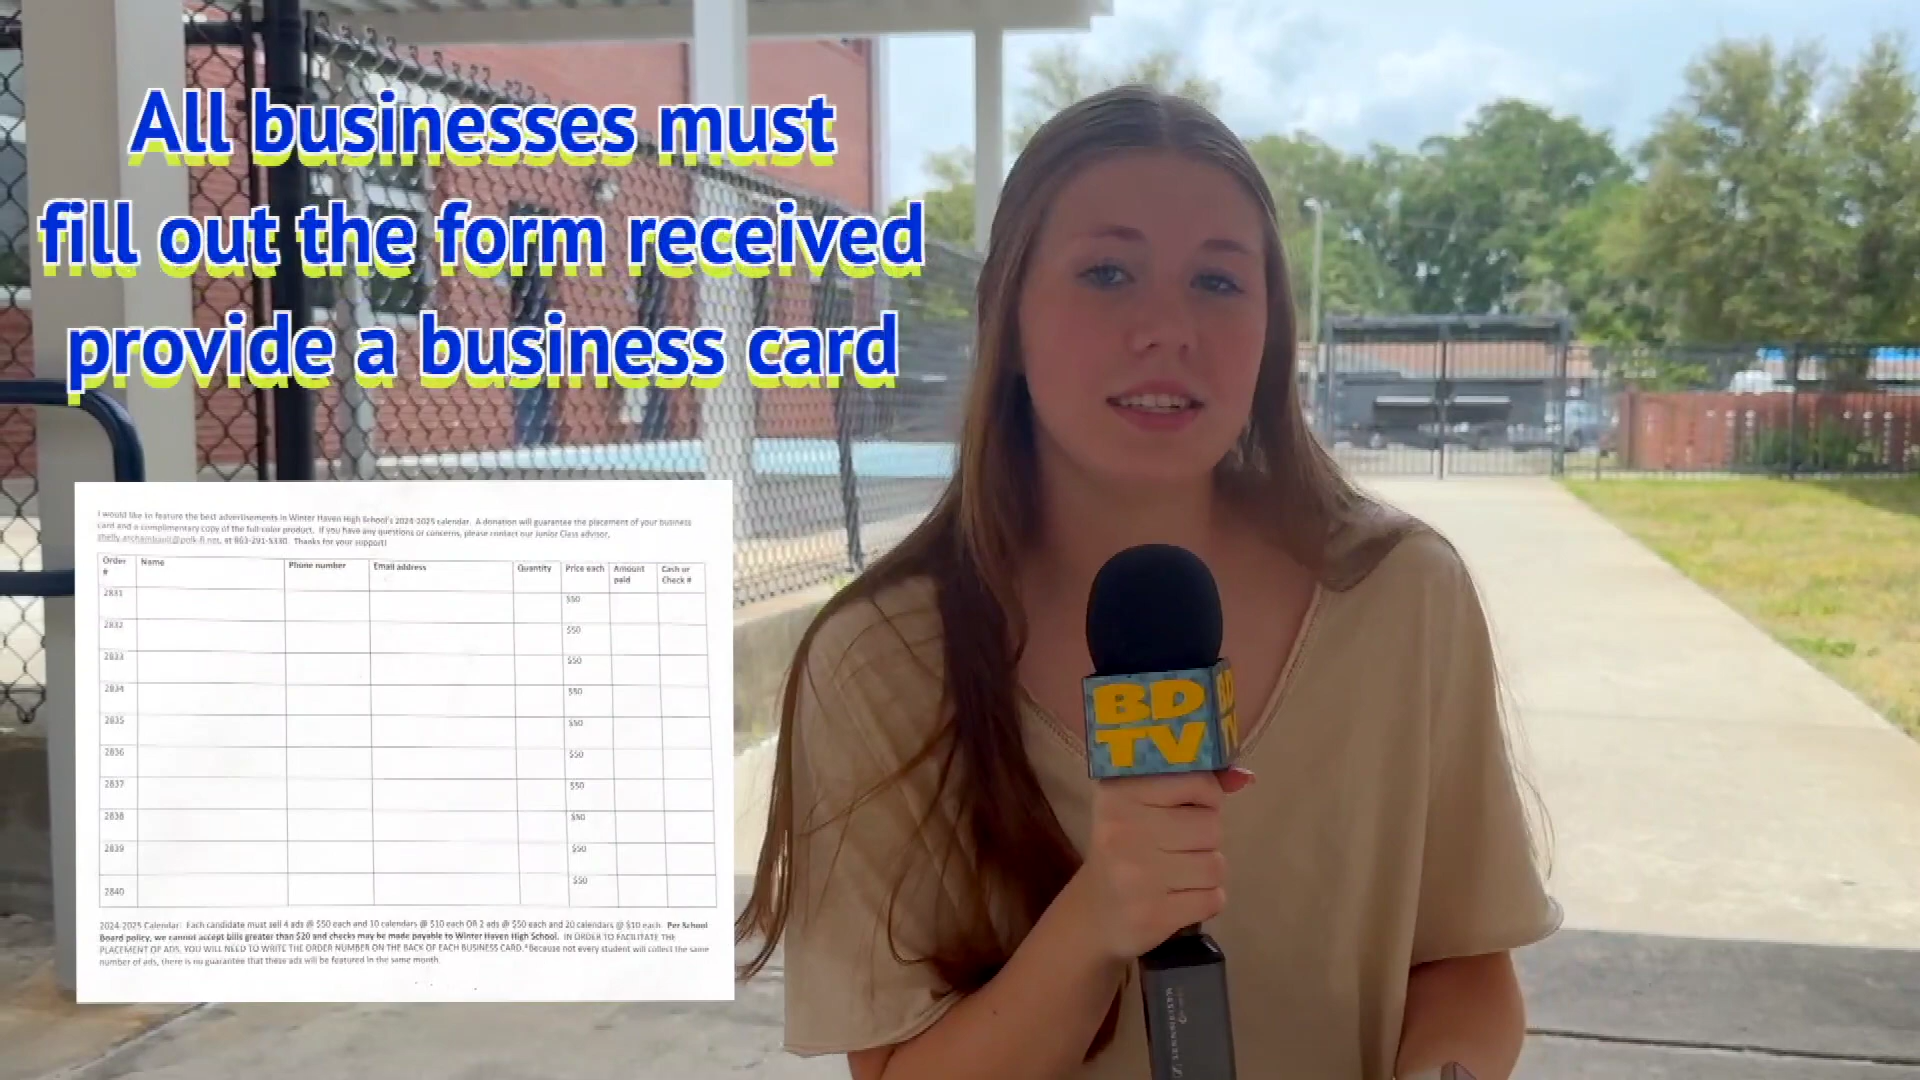 All businesses must
fill out the form received
provide a business card
I would like to feature the best advertisements in Winter Haven High School's 2024-2025 calendar. A donation will guarantee the placement of your business
card and a complimentary copy of the full-color product. If you have any questions or concerns, please contact our Junior Class advisor,
at 863-291-5330. Thanks for your support!
Order # Name Phone number Email address Quantity Price each Amount paid Cash or Check #
2831 $50
2832 $50
2833 $50
2834 $50
2835 $50
2836 $50
2837 $50
2838 $50
2839 $50
2840 $50
2024-2025 Calendar: Each candidate must sell 4 ads @ $50 each and 10 calendars @ $10 each OR 2 ads @ $50 each and 20 calendars @ $10 each. Per School
Board policy, we cannot accept bills greater than $20 and checks may be made payable to Winter Haven High School. IN ORDER TO FACILITATE THE
PLACEMENT OF ADS, YOU WILL NEED TO WRITE THE ORDER NUMBER ON THE BACK OF EACH BUSINESS CARD.*Because not every student will collect the same
number of ads, there is no guarantee that these ads will be featured in the same month.
BD
TV
BD
TV